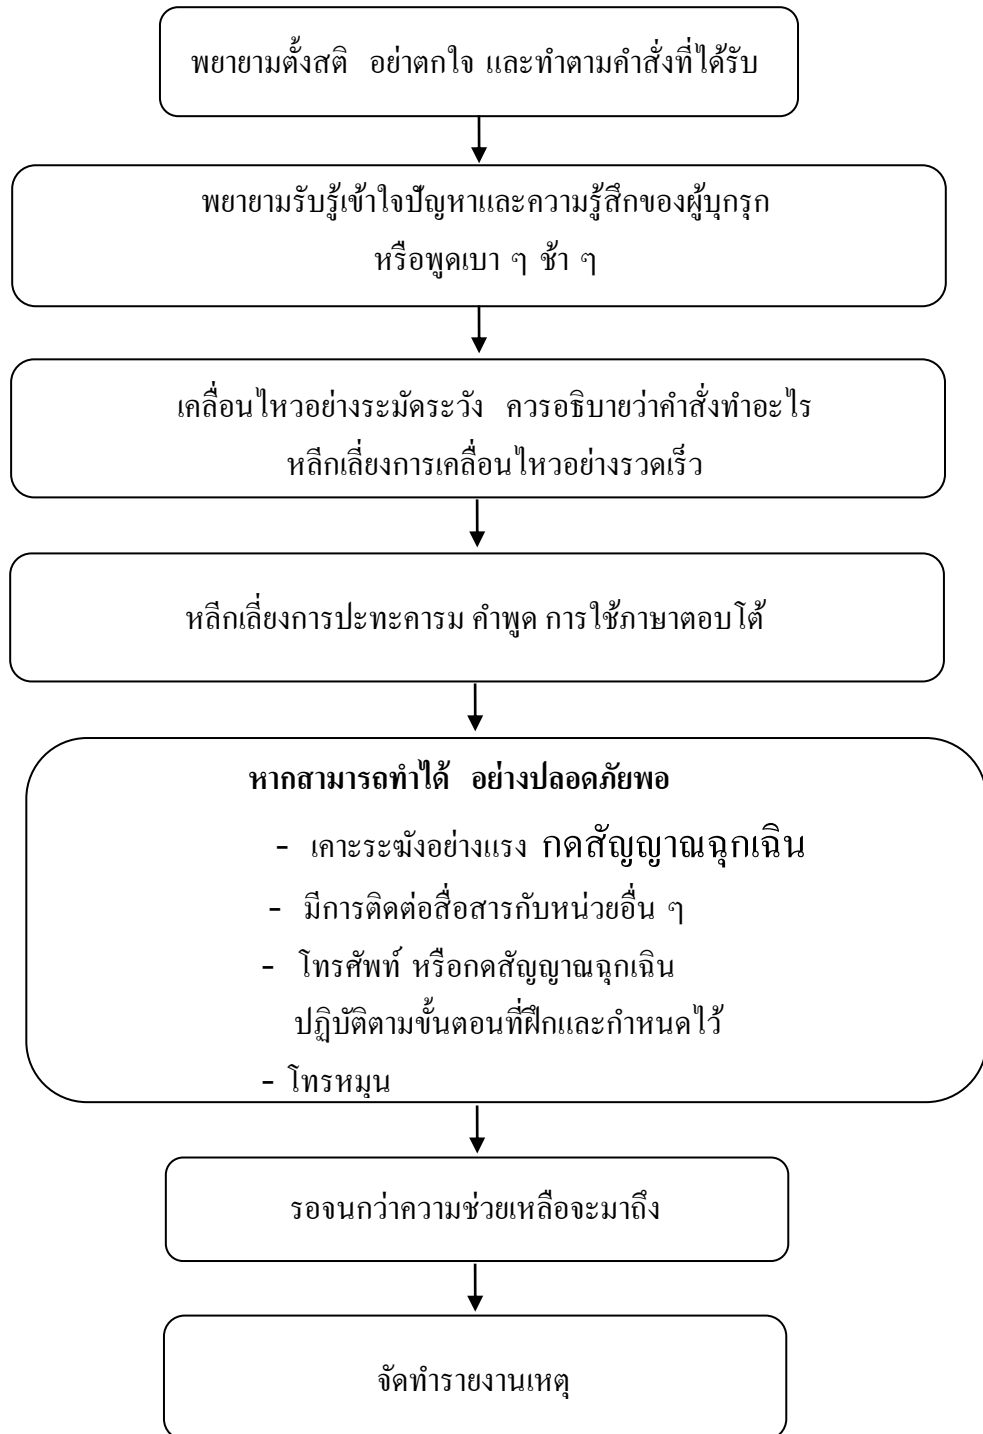 พยายามตั้งสติ อย่าตกใจ และทำตามคำสั่งที่ได้รับ
พยายามรับรู้เข้าใจปัญหาและความรู้สึกของผู้บุกรุก
หรือพูดเบา ๆ ช้า ๆ
เคลื่อนไหวอย่างระมัดระวัง ควรอธิบายว่าคำสั่งทำอะไร
หลีกเลี่ยงการเคลื่อนไหวอย่างรวดเร็ว
หลีกเลี่ยงการปะทะคารม คำพูด การใช้ภาษาตอบโต้
หากสามารถทำได้ อย่างปลอดภัยพอ
- เคาะระฆังอย่างแรง กดสัญญาณฉุกเฉิน
- มีการติดต่อสื่อสารกับหน่วยอื่น ๆ
- โทรศัพท์ หรือกดสัญญาณฉุกเฉิน
ปฏิบัติตามขั้นตอนที่ฝึกและกำหนดไว้
- โทรหมุน
รอจนกว่าความช่วยเหลือจะมาถึง
จัดทำรายงานเหตุ